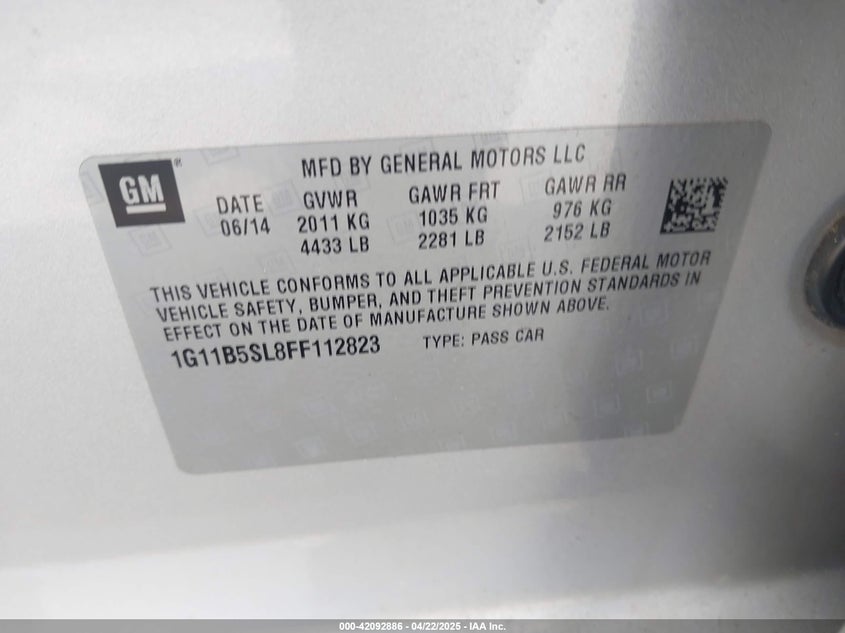 GM ®
MFD BY GENERAL MOTORS LLC
DATE GVWR GAWR FRT GAWR RR
06/14 2011 KG 1035 KG 976 KG
4433 LB 2281 LB 2152 LB
THIS VEHICLE CONFORMS TO ALL APPLICABLE U.S. FEDERAL MOTOR
VEHICLE SAFETY, BUMPER, AND THEFT PREVENTION STANDARDS IN
EFFECT ON THE DATE OF MANUFACTURE SHOWN ABOVE.
1G11B5SL8FF112823 TYPE: PASS CAR
000-42092886 - 04/22/2025 - IAA Inc.